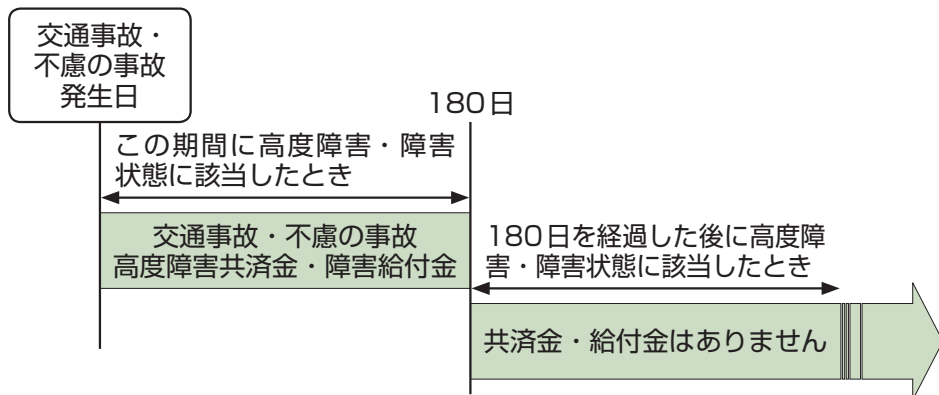 交通事故・
不慮の事故
発生日
180日
この期間に高度障害・障害
状態に該当したとき
交通事故・不慮の事故
高度障害共済金・障害給付金
180日を経過した後に高度障
害・障害状態に該当したとき
共済金・給付金はありません